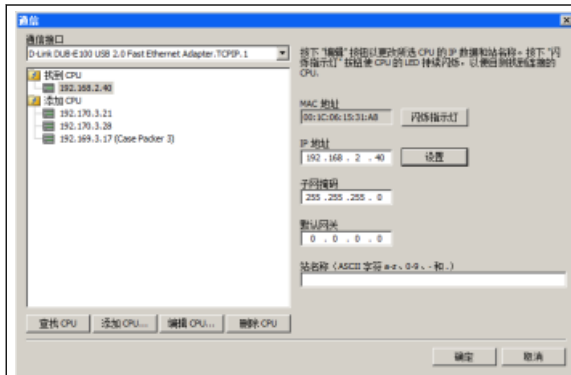 通信
通信接口
D-Link DUB-E100 USB 2.0 Fast Ethernet Adapter.TCPIP.1
找到 CPU
192.168.2.40
添加 CPU
192.170.3.21
192.170.3.28
192.169.3.17 (Case Packer 3)
查找 CPU
添加 CPU...
编辑 CPU...
删除 CPU
按下“编辑”按钮以更改所选 CPU 的 IP 数据和站名称。按下“闪
烁指示灯”按钮使 CPU 的 LED 持续闪烁，以便目测找到连接的
CPU。
MAC 地址
00:1C:06:15:31:A8
闪烁指示灯
IP 地址
192 .168 . 2 . 40
设置
子网掩码
255 .255 .255 . 0
默认网关
0 . 0 . 0 . 0
站名称（ASCII 字符 a-z、0-9、- 和 .）
确定
取消